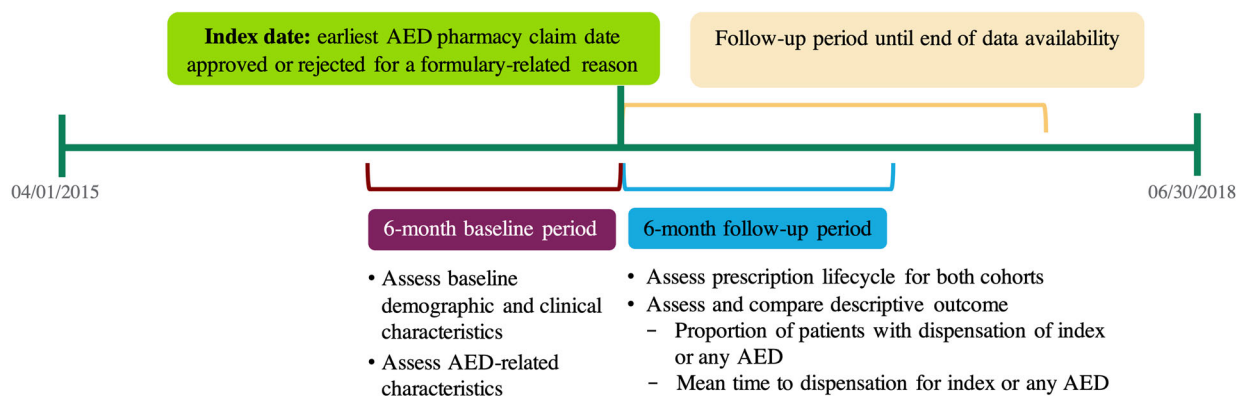 Index date: earliest AED pharmacy claim date
approved or rejected for a formulary-related reason
Follow-up period until end of data availability
04/01/2015
06/30/2018
6-month baseline period
• Assess baseline
demographic and clinical
characteristics
• Assess AED-related
characteristics
6-month follow-up period
• Assess prescription lifecycle for both cohorts
• Assess and compare descriptive outcome
– Proportion of patients with dispensation of index
or any AED
– Mean time to dispensation for index or any AED